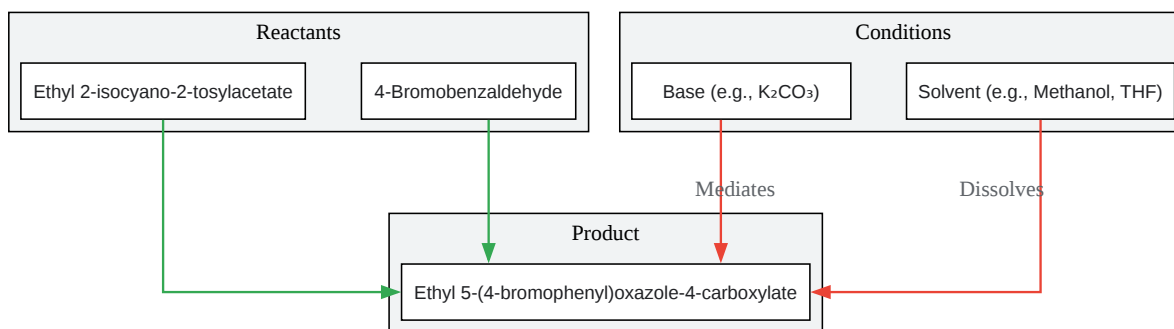 Reactants
Conditions
Ethyl 2-isocyano-2-tosylacetate
4-Bromobenzaldehyde
Base (e.g., K₂CO₃)
Solvent (e.g., Methanol, THF)
Mediates
Dissolves
Product
Ethyl 5-(4-bromophenyl)oxazole-4-carboxylate